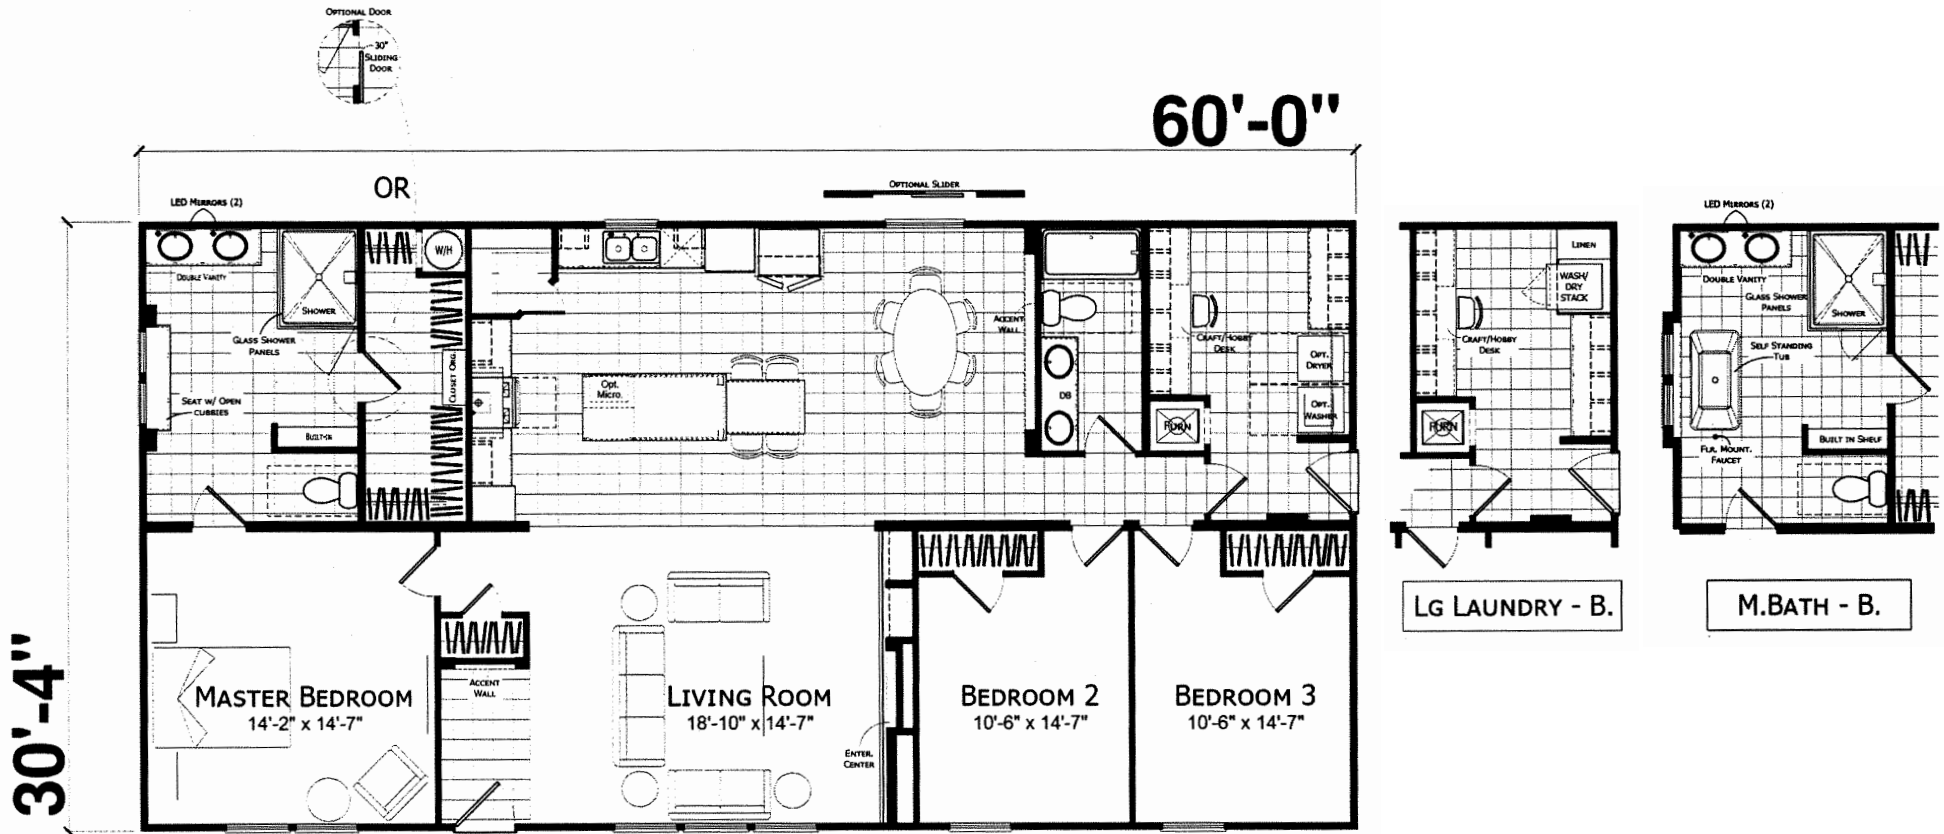 OPTIONAL DOOR
30"
SLIDING
DOOR
60'-0"
OR
OPTIONAL SLIDER
LED MIRRORS (2)
DOUBLE VANITY
W/H
SHOWER
GLASS SHOWER
PANELS
CLOSET ORG.
SEAT W/ OPEN
CUBBIES
BUILT-IN
OPT.
MICRO.
ACCENT
WALL
DB
CRAFT/HOBBY
DESK
OPT.
DRYER
OPT.
WASHER
FURN
30'-4"
MASTER BEDROOM
14'-2" x 14'-7"
ACCENT
WALL
LIVING ROOM
18'-10" x 14'-7"
ENTER.
CENTER
BEDROOM 2
10'-6" x 14'-7"
BEDROOM 3
10'-6" x 14'-7"
LINEN
WASH/
DRY
STACK
CRAFT/HOBBY
DESK
FURN
LG LAUNDRY - B.
LED MIRRORS (2)
DOUBLE VANITY
GLASS SHOWER
PANELS
SHOWER
SELF STANDING
TUB
BUILT IN SHELF
FLR. MOUNT.
FAUCET
M.BATH - B.